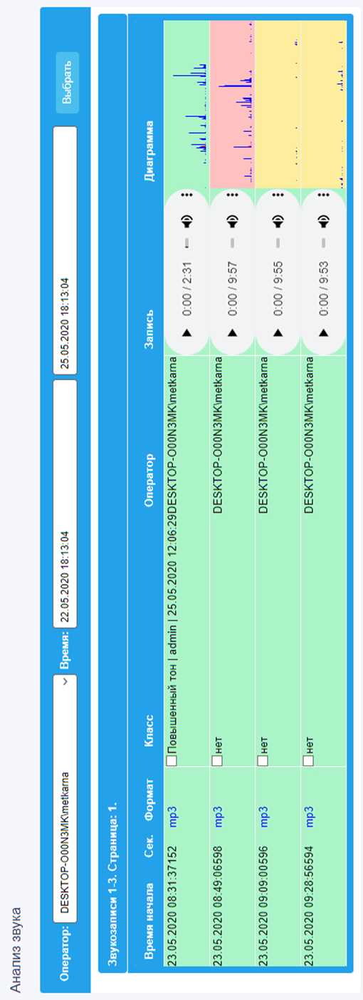 Анализ звука
Оператор: DESKTOP-O00N3MK\metkarna Время: 22.05.2020 18:13:04 25.05.2020 18:13:04 Выбрать
Звукозаписи 1-3. Страница: 1.
Время начала Сек. Формат Класс Оператор Запись Диаграмма
23.05.2020 08:31:37152 mp3 Повышенный тон | admin | 25.05.2020 12:06:29DESKTOP-O00N3MK\metkarna 0:00 / 2:31
23.05.2020 08:49:06598 mp3 нет DESKTOP-O00N3MK\metkarna 0:00 / 9:57
23.05.2020 09:09:00596 mp3 нет DESKTOP-O00N3MK\metkarna 0:00 / 9:55
23.05.2020 09:28:56594 mp3 нет DESKTOP-O00N3MK\metkarna 0:00 / 9:53